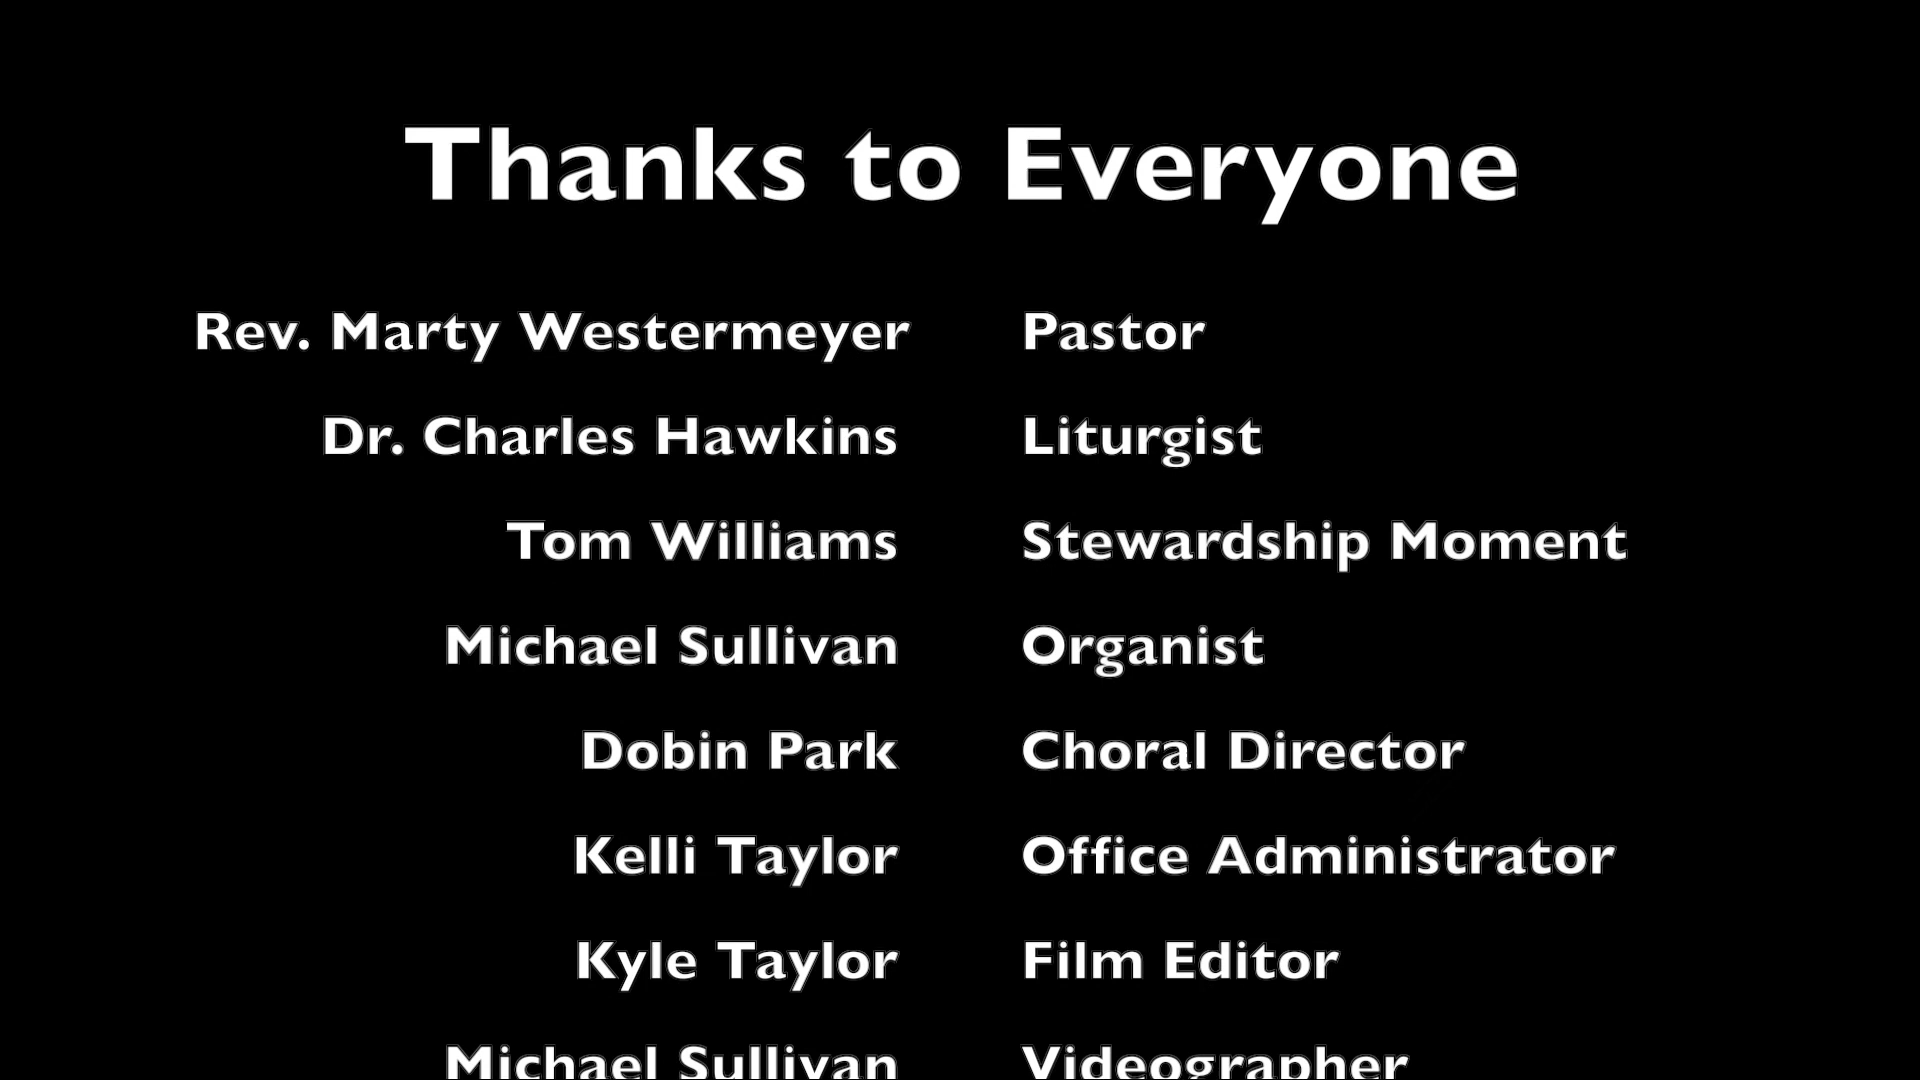 Thanks to Everyone
Rev. Marty Westermeyer Pastor
Dr. Charles Hawkins Liturgist
Tom Williams Stewardship Moment
Michael Sullivan Organist
Dobin Park Choral Director
Kelli Taylor Office Administrator
Kyle Taylor Film Editor
Michael Sullivan Videographer